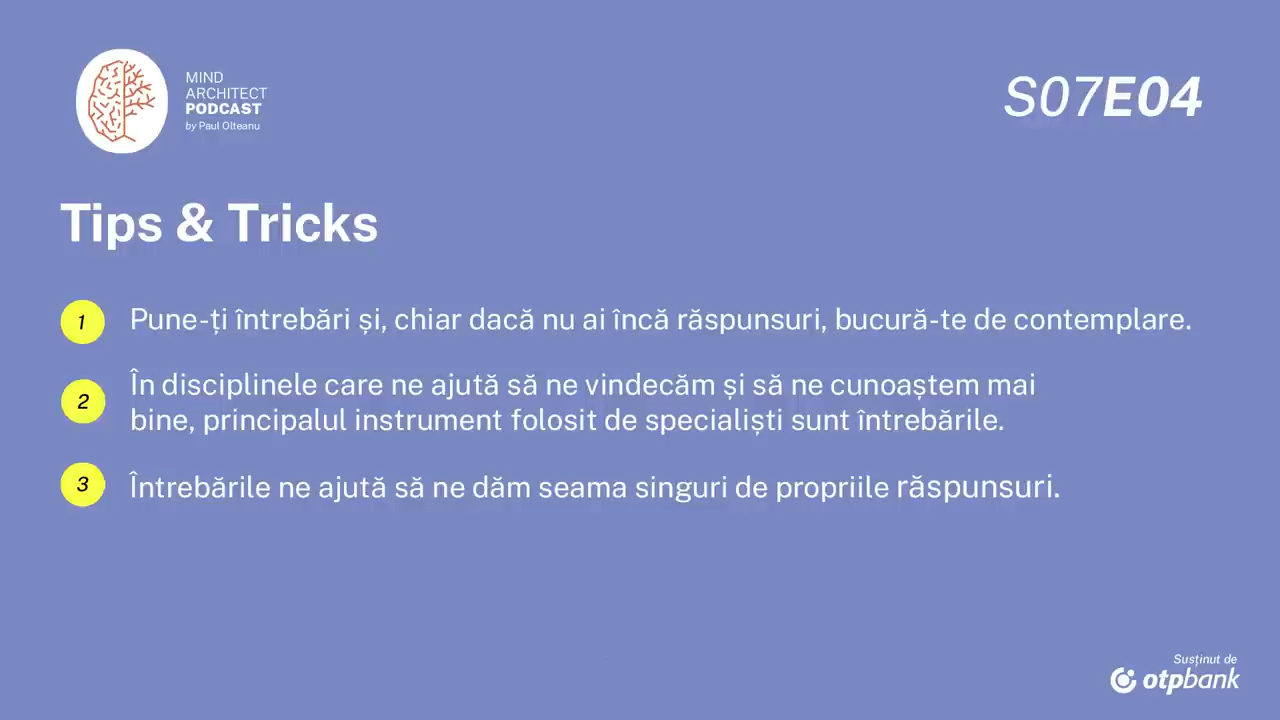 MIND
ARCHITECT
PODCAST
by Paul Olteanu
S07E04
Tips & Tricks
1 Pune-ți întrebări și, chiar dacă nu ai încă răspunsuri, bucură-te de contemplare.
2 În disciplinele care ne ajută să ne vindecăm și să ne cunoaștem mai
bine, principalul instrument folosit de specialiști sunt întrebările.
3 Întrebările ne ajută să ne dăm seama singuri de propriile răspunsuri.
Susținut de
otpbank